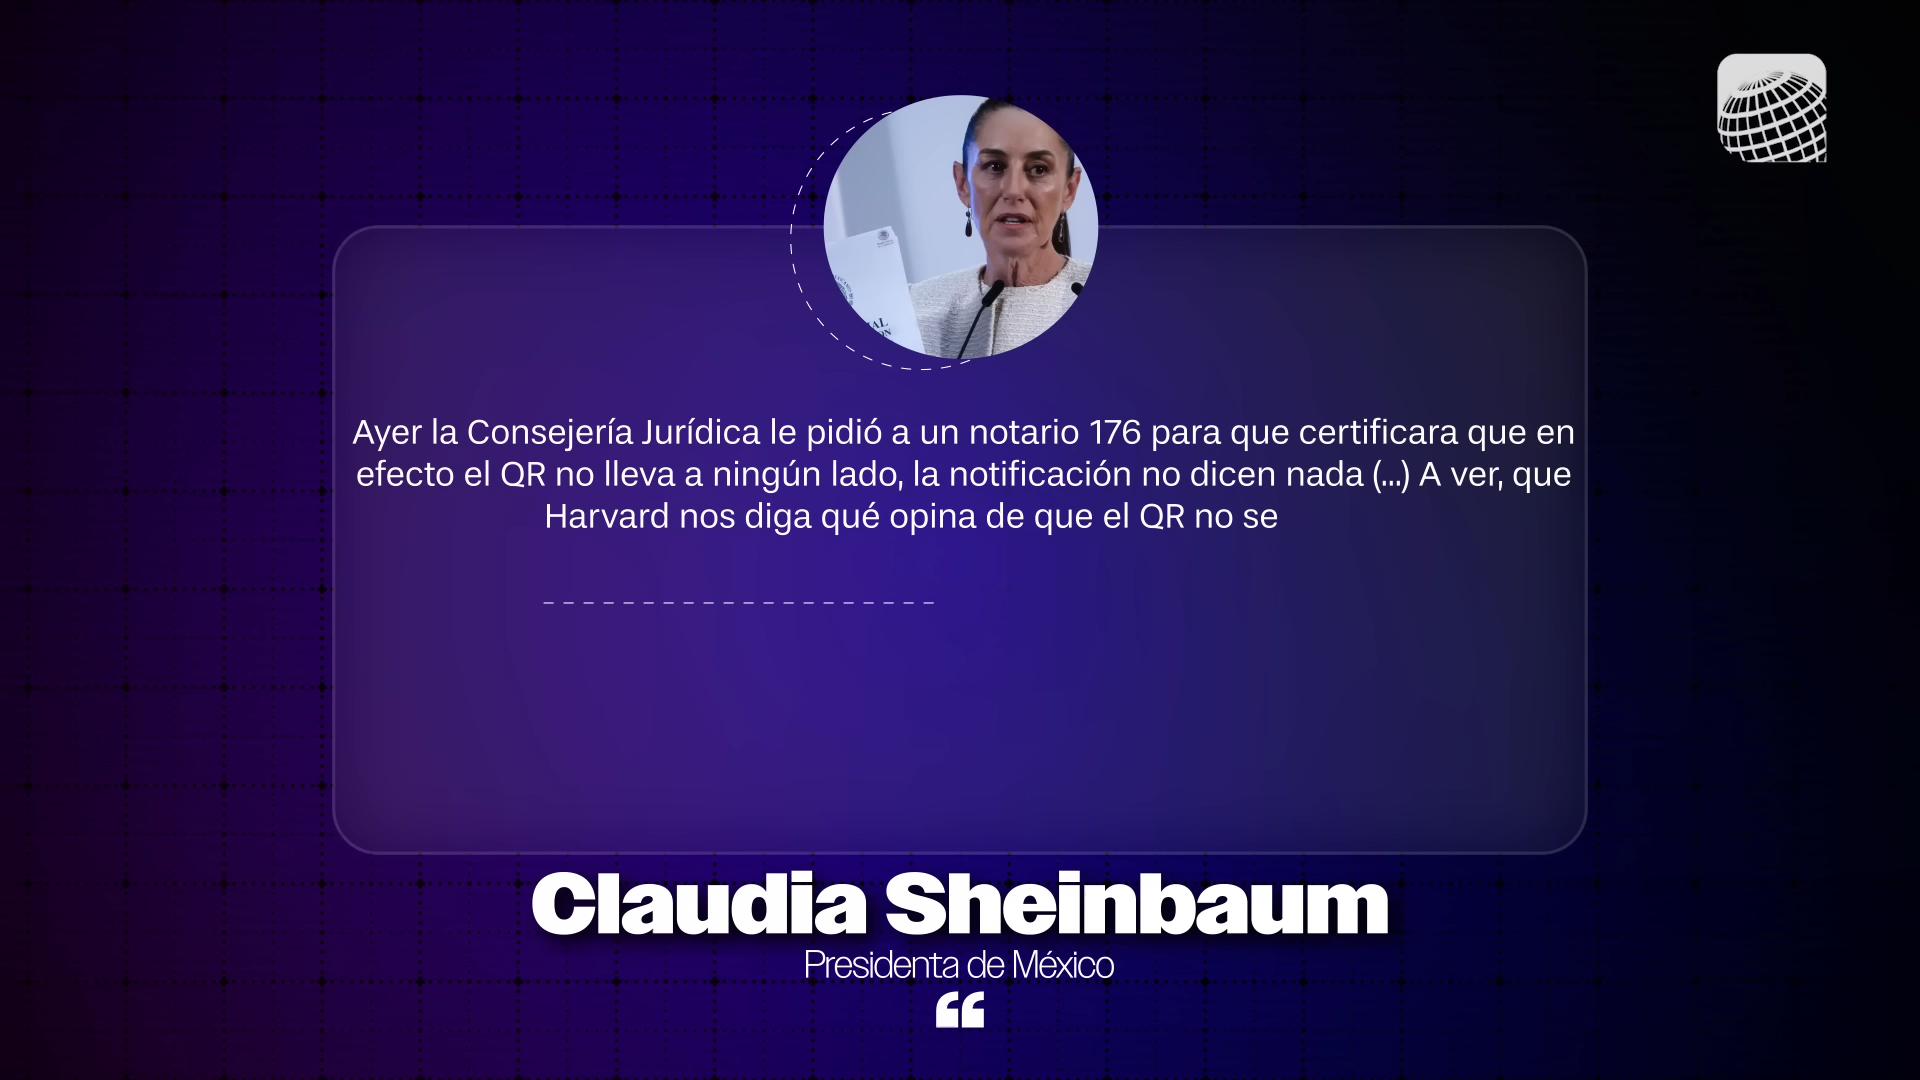 Ayer la Consejería Jurídica le pidió a un notario 176 para que certificara que en
efecto el QR no lleva a ningún lado, la notificación no dicen nada (...) A ver, que
Harvard nos diga qué opina de que el QR no se
Claudia Sheinbaum
Presidenta de México
“